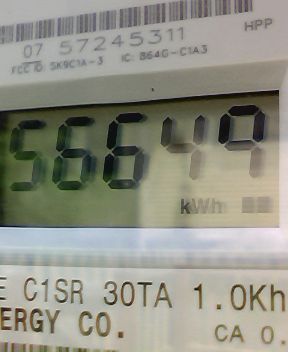 HPP
07 57245311
FCC ID: SK9C1A-3 IC: 864G-C1A3
56649
kWh
E C1SR 30TA 1.0Kh
ERGY CO.
CA 0.